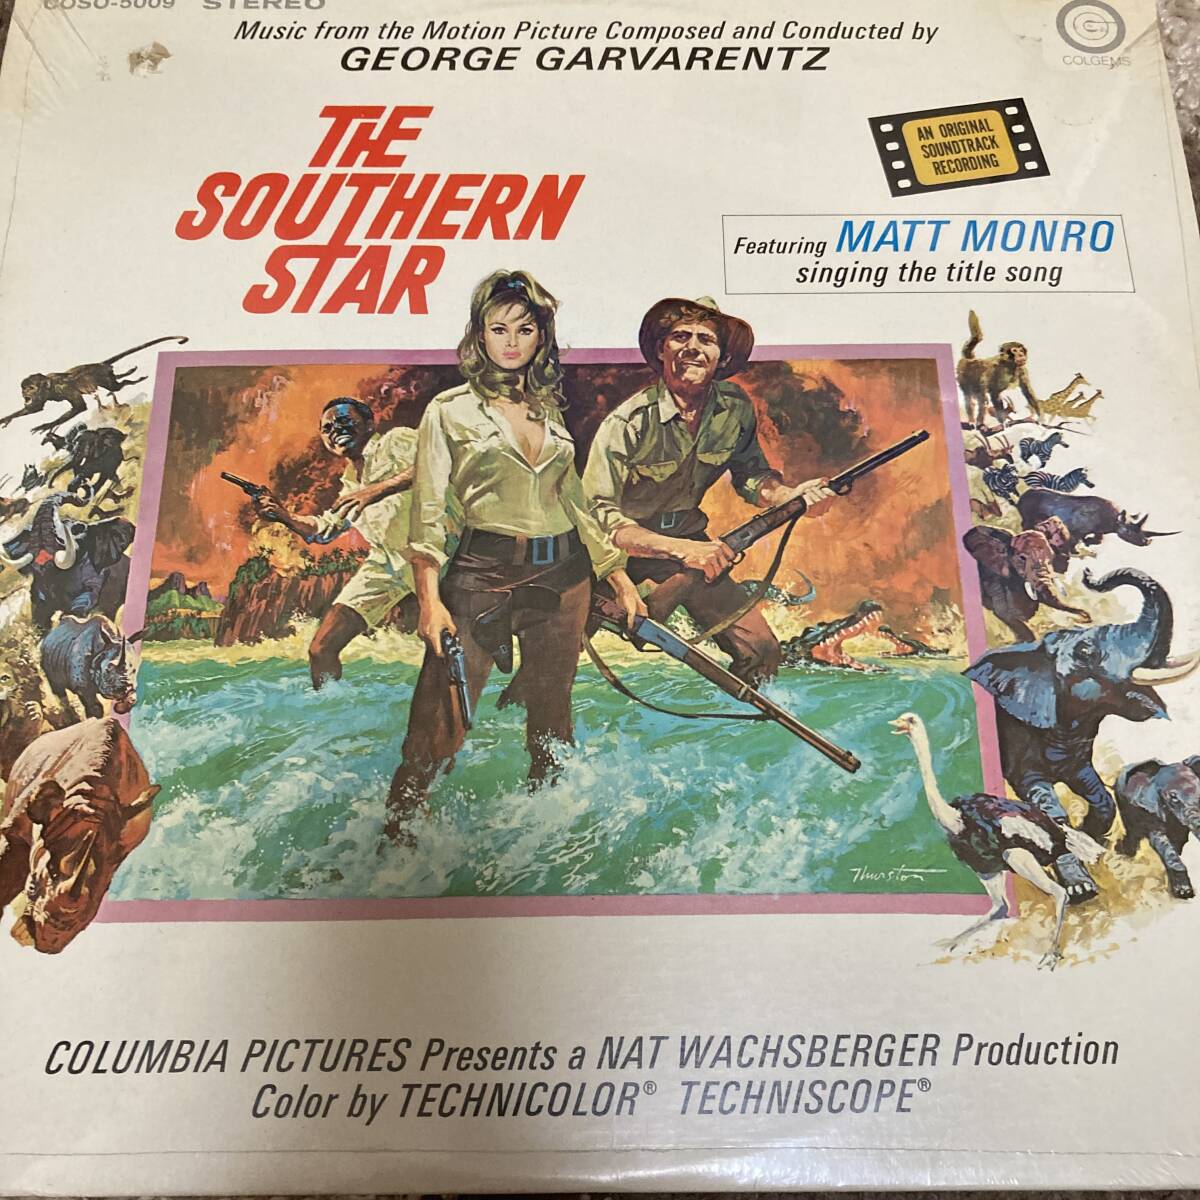 COSO-5009 STEREO
Music from the Motion Picture Composed and Conducted by
GEORGE GARVARENTZ
COLGEMS
THE
SOUTHERN
STAR
AN ORIGINAL
SOUNDTRACK
RECORDING
Featuring MATT MONRO
singing the title song
Thurston
COLUMBIA PICTURES Presents a NAT WACHSBERGER Production
Color by TECHNICOLOR® TECHNISCOPE®